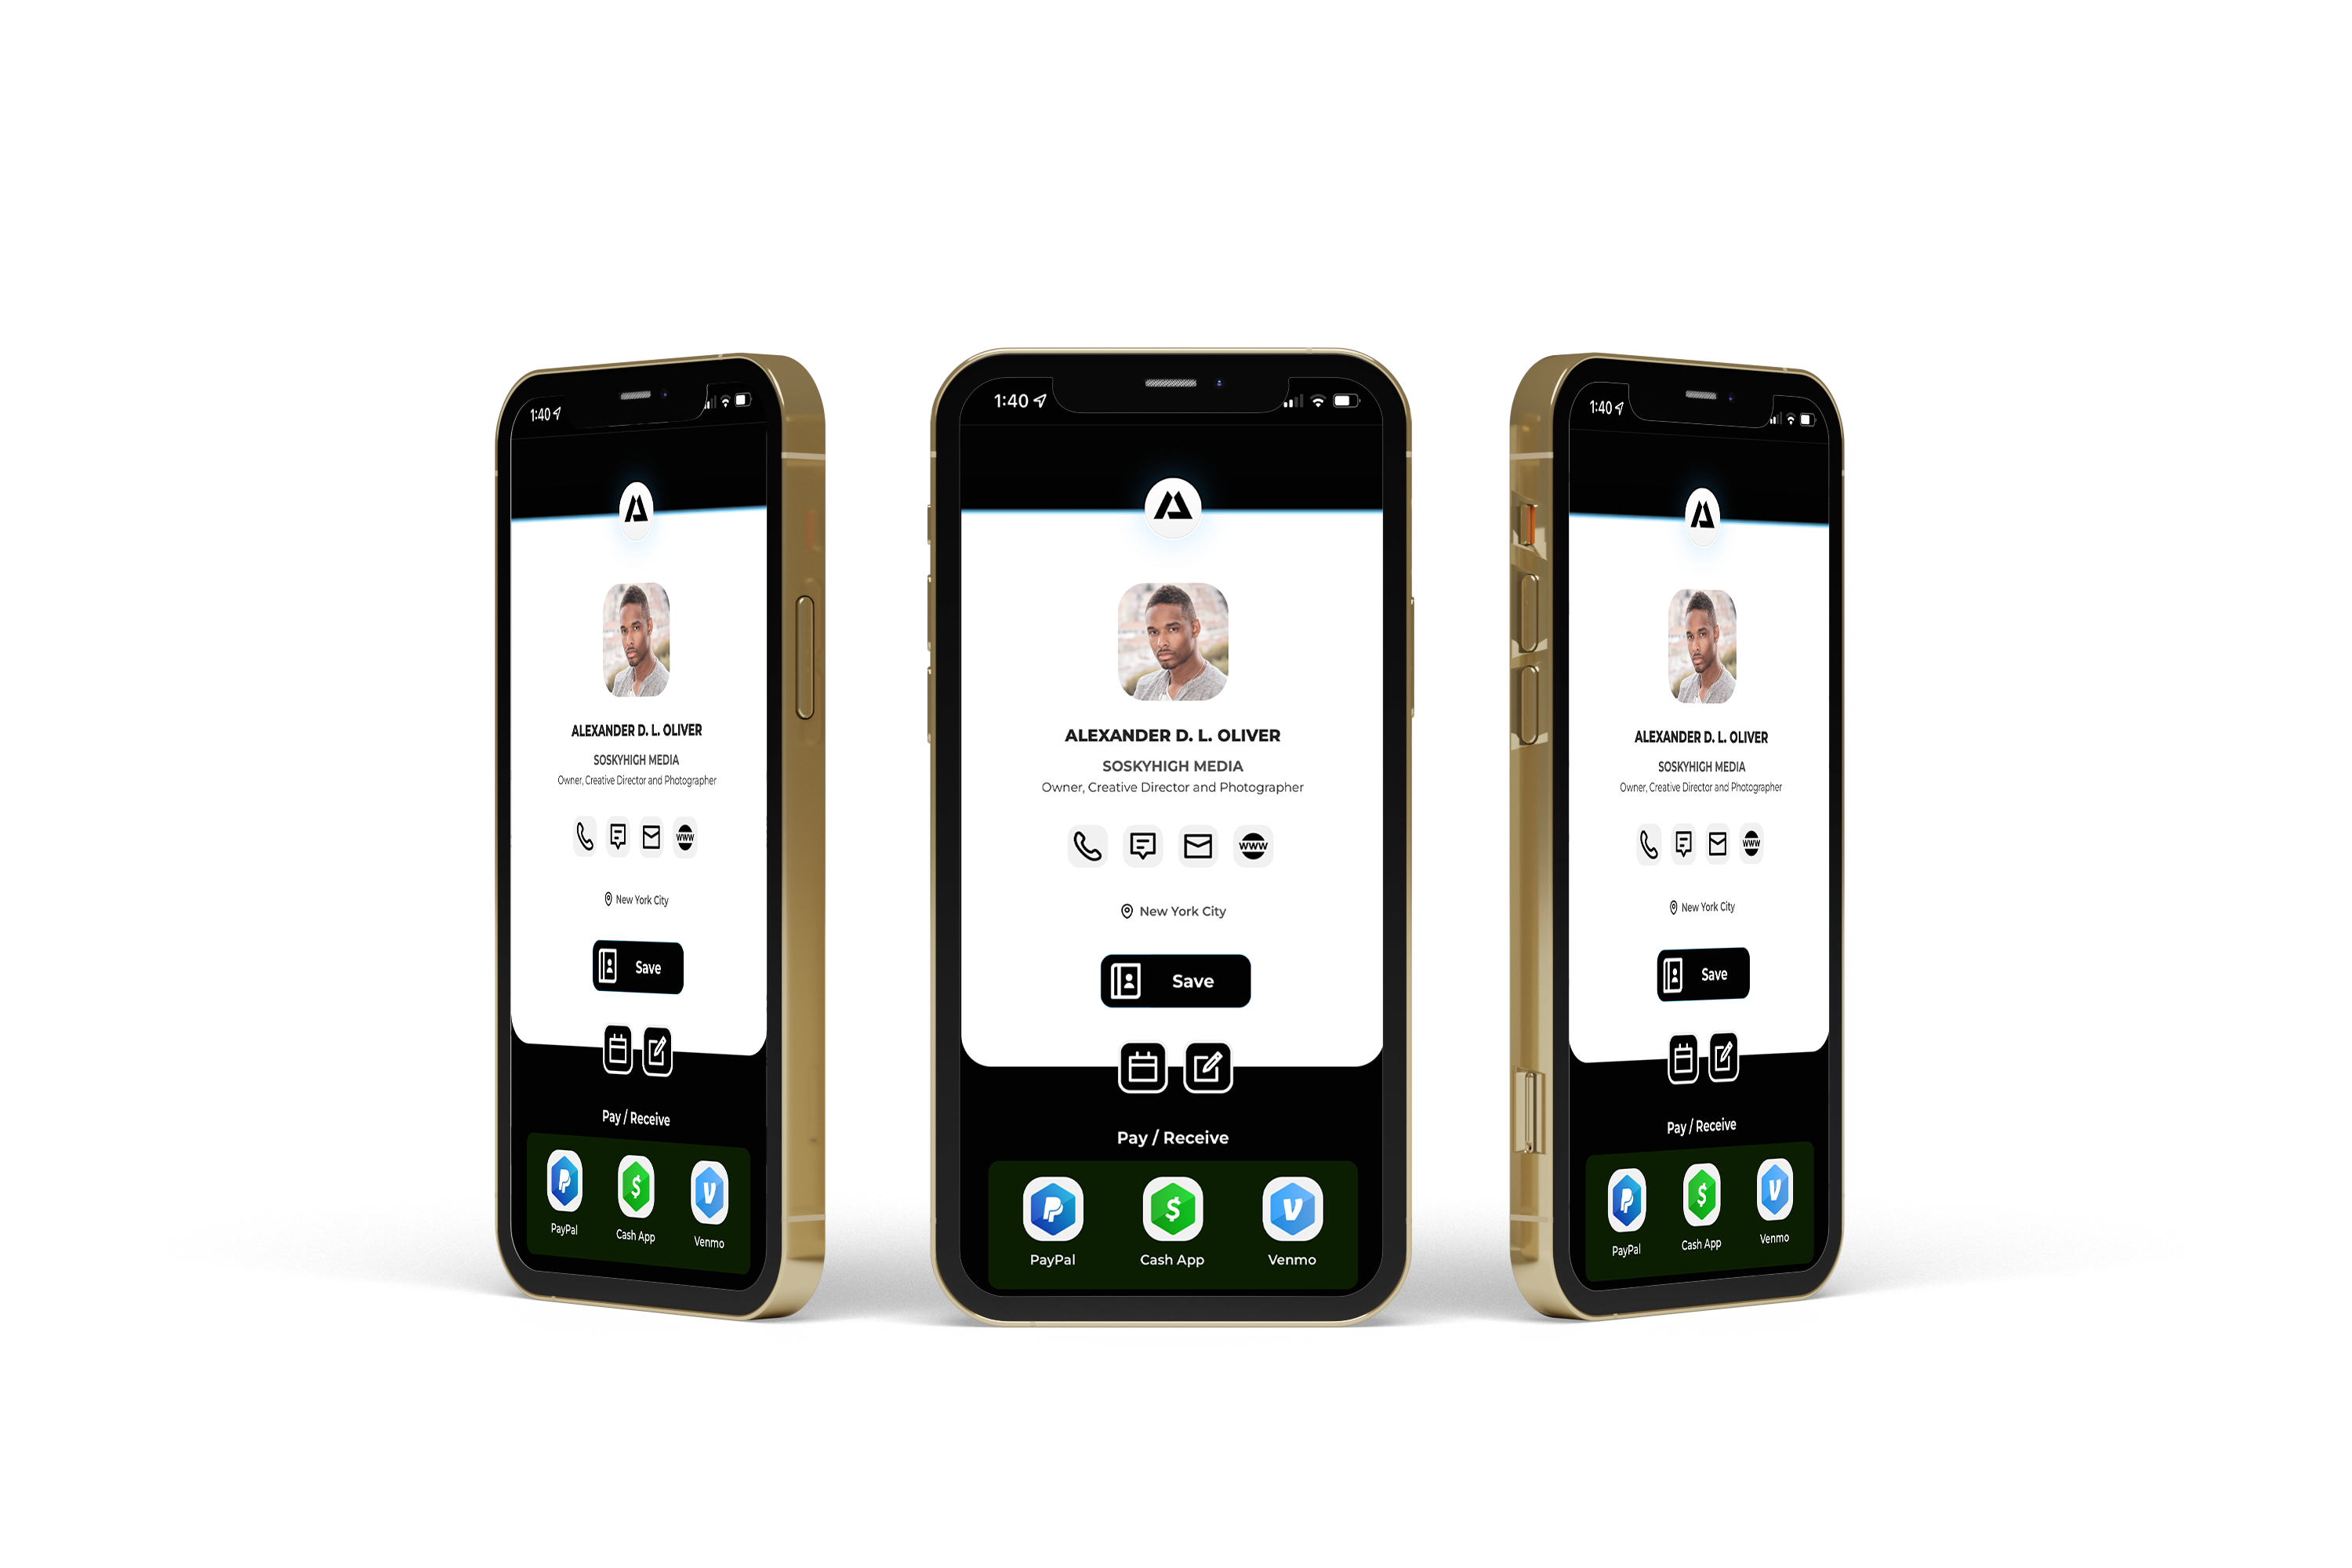 1:40
ALEXANDER D. L. OLIVER
SOSKYHIGH MEDIA
Owner, Creative Director and Photographer
www
New York City
Save
Pay / Receive
PayPal
Cash App
Venmo
1:40
ALEXANDER D. L. OLIVER
SOSKYHIGH MEDIA
Owner, Creative Director and Photographer
www
New York City
Save
Pay / Receive
PayPal
Cash App
Venmo
1:40
ALEXANDER D. L. OLIVER
SOSKYHIGH MEDIA
Owner, Creative Director and Photographer
www
New York City
Save
Pay / Receive
PayPal
Cash App
Venmo